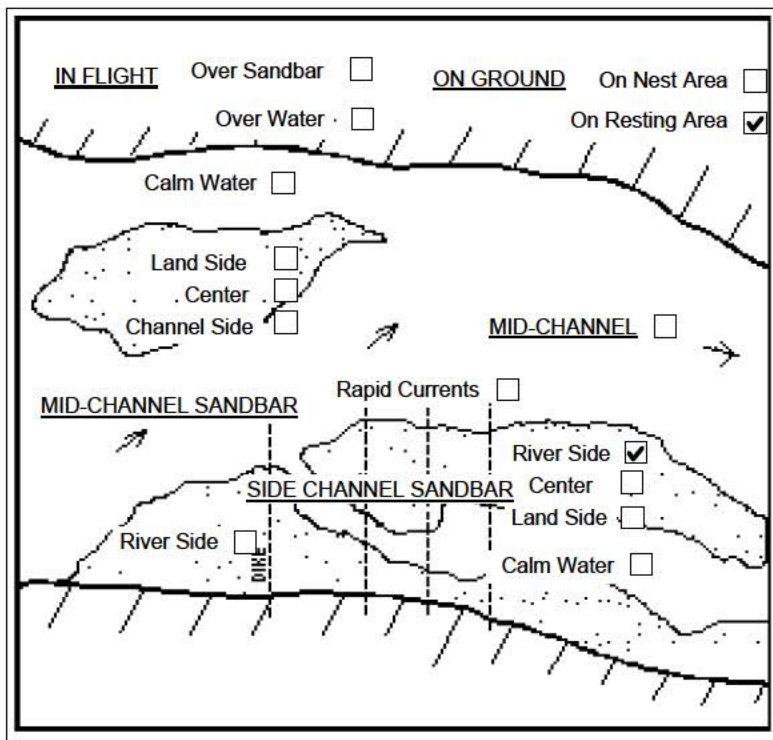 IN FLIGHT Over Sandbar ☐ ON GROUND On Nest Area ☐
Over Water ☐ On Resting Area ☑
Calm Water ☐
Land Side ☐
Center ☐
Channel Side ☐
MID-CHANNEL ☐
Rapid Currents ☐
MID-CHANNEL SANDBAR
River Side ☑
SIDE CHANNEL SANDBAR Center ☐
Land Side ☐
River Side ☐
DIKE
Calm Water ☐